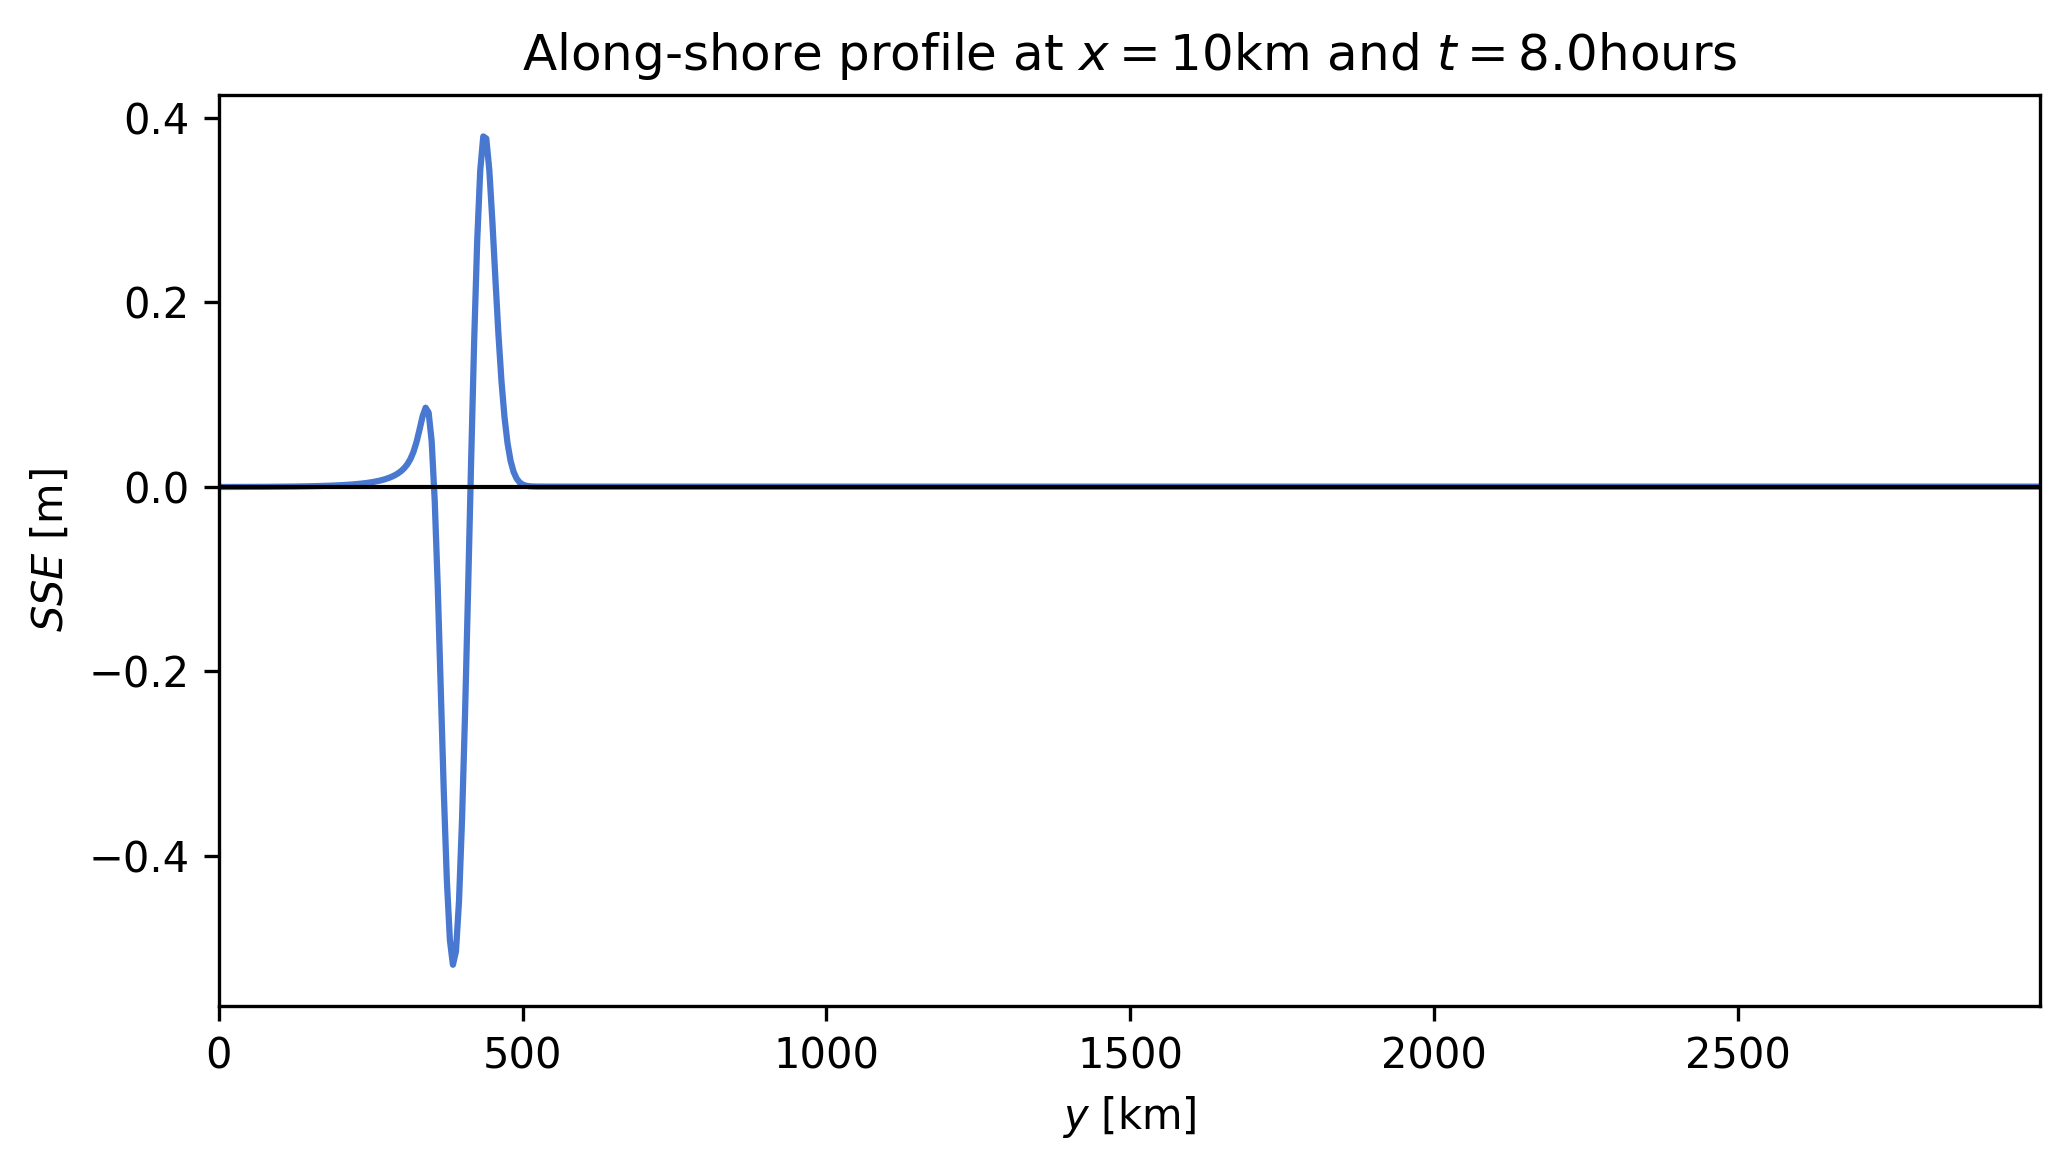 Along-shore profile at x = 10km and t = 8.0hours
SSE [m]
0.4
0.2
0.0
−0.2
−0.4
0 500 1000 1500 2000 2500
y [km]